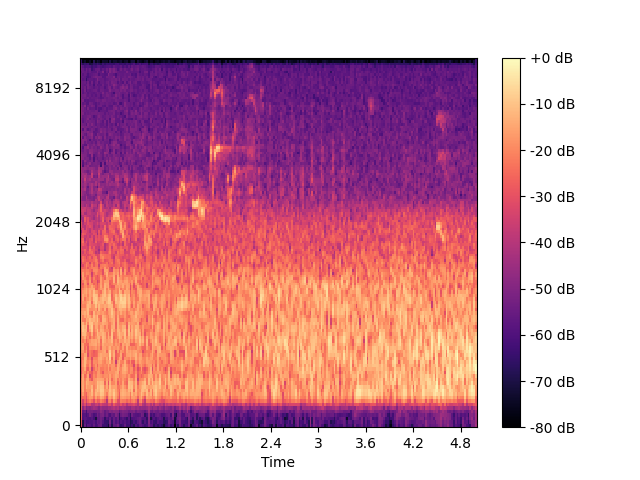 8192
4096
2048
1024
512
0
Hz
0 0.6 1.2 1.8 2.4 3 3.6 4.2 4.8
Time
+0 dB
-10 dB
-20 dB
-30 dB
-40 dB
-50 dB
-60 dB
-70 dB
-80 dB